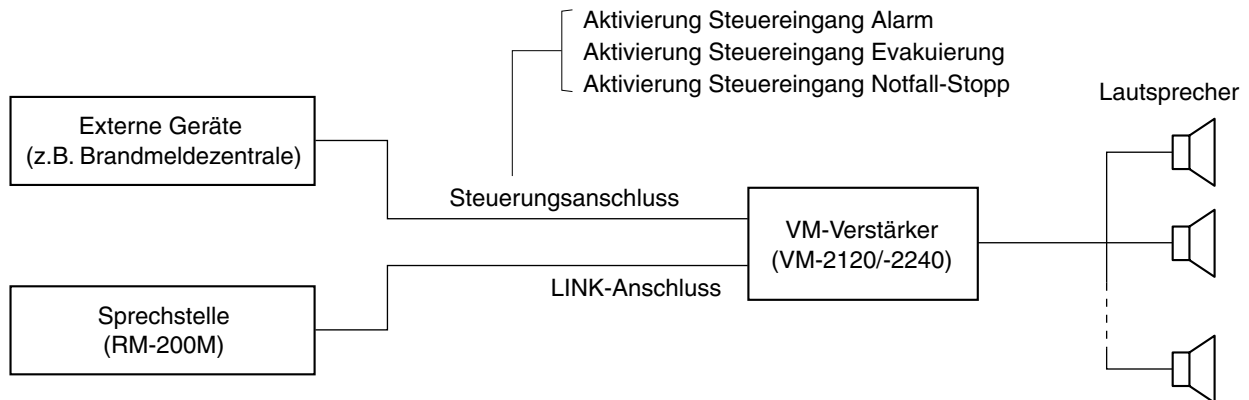 Aktivierung Steuereingang Alarm
Aktivierung Steuereingang Evakuierung
Aktivierung Steuereingang Notfall-Stopp
Lautsprecher
Externe Geräte
(z.B. Brandmeldezentrale)
Steuerungsanschluss
VM-Verstärker
(VM-2120/-2240)
LINK-Anschluss
Sprechstelle
(RM-200M)